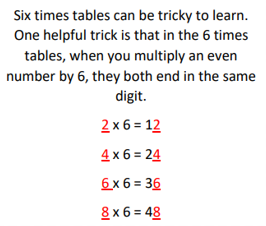 Six times tables can be tricky to learn.
One helpful trick is that in the 6 times
tables, when you multiply an even
number by 6, they both end in the same
digit.
2 x 6 = 12
4 x 6 = 24
6 x 6 = 36
8 x 6 = 48